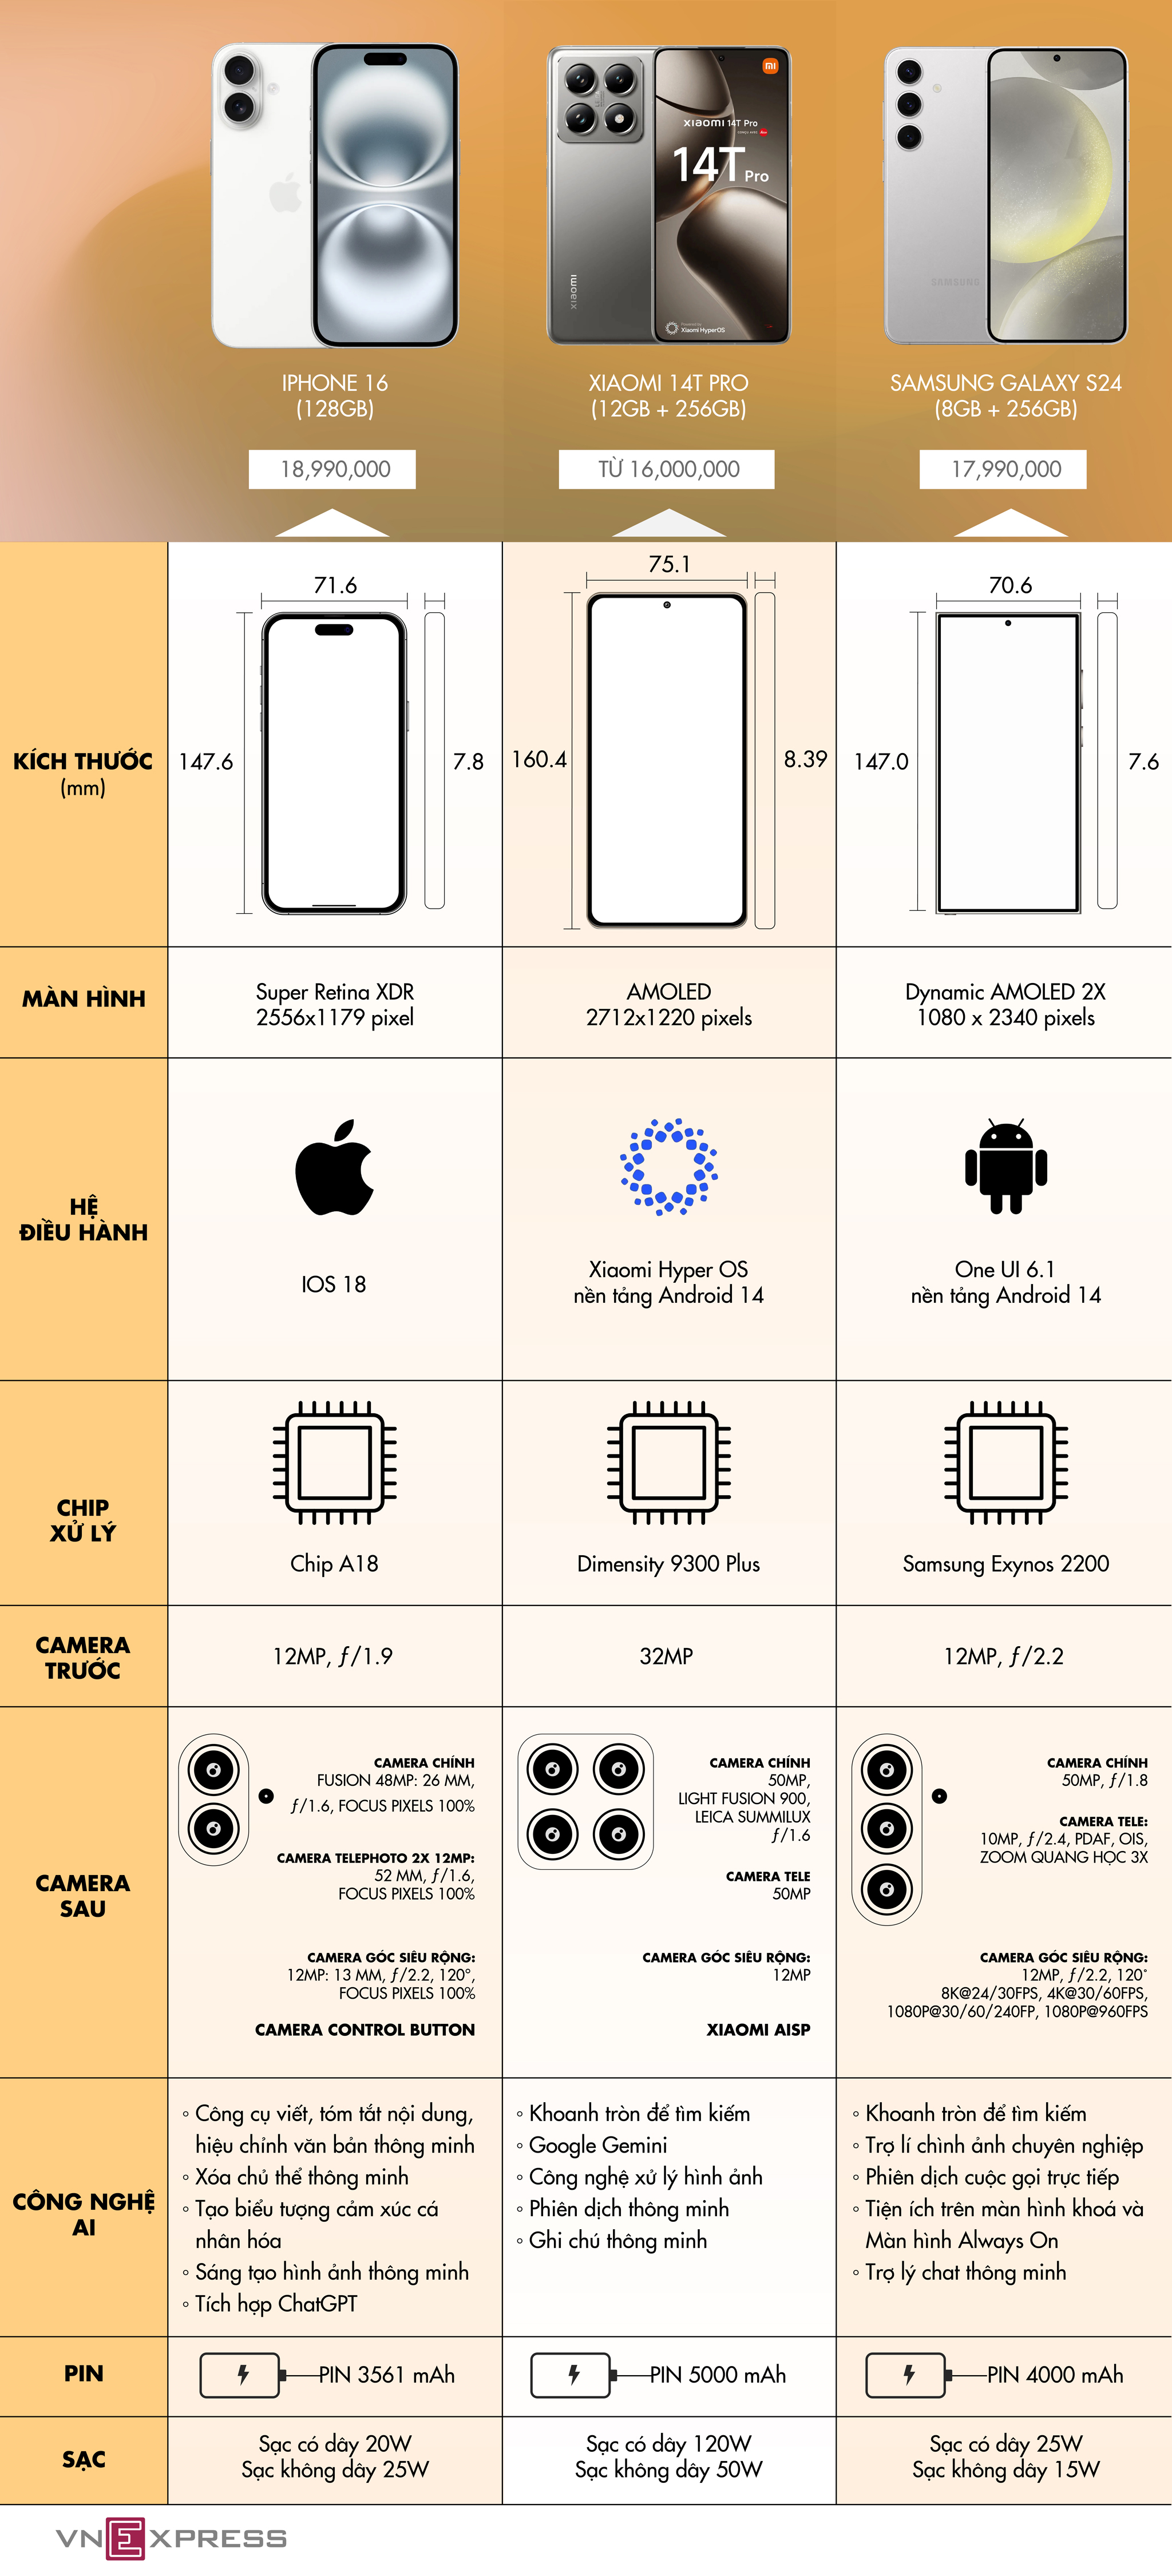 xiaomi
XIAOMI 14T Pro
14T Pro
Xiaomi HyperOS
SAMSUNG
IPHONE 16
(128GB)
18,990,000
XIAOMI 14T PRO
(12GB + 256GB)
TỪ 16,000,000
SAMSUNG GALAXY S24
(8GB + 256GB)
17,990,000
KÍCH THƯỚC
(mm)
71.6
147.6
7.8
75.1
160.4
8.39
70.6
147.0
7.6
MÀN HÌNH
Super Retina XDR
2556x1179 pixel
AMOLED
2712x1220 pixels
Dynamic AMOLED 2X
1080 x 2340 pixels
HỆ
ĐIỀU HÀNH
IOS 18
Xiaomi Hyper OS
nền tảng Android 14
One UI 6.1
nền tảng Android 14
CHIP
XỬ LÝ
Chip A18
Dimensity 9300 Plus
Samsung Exynos 2200
CAMERA
TRƯỚC
12MP, ƒ/1.9
32MP
12MP, ƒ/2.2
CAMERA
SAU
CAMERA CHÍNH
FUSION 48MP: 26 MM,
ƒ/1.6, FOCUS PIXELS 100%
CAMERA TELEPHOTO 2X 12MP:
52 MM, ƒ/1.6,
FOCUS PIXELS 100%
CAMERA GÓC SIÊU RỘNG:
12MP: 13 MM, ƒ/2.2, 120°,
FOCUS PIXELS 100%
CAMERA CONTROL BUTTON
CAMERA CHÍNH
50MP,
LIGHT FUSION 900,
LEICA SUMMILUX
ƒ/1.6
CAMERA TELE
50MP
CAMERA GÓC SIÊU RỘNG:
12MP
XIAOMI AISP
CAMERA CHÍNH
50MP, ƒ/1.8
CAMERA TELE:
10MP, ƒ/2.4, PDAF, OIS,
ZOOM QUANG HỌC 3X
CAMERA GÓC SIÊU RỘNG:
12MP, ƒ/2.2, 120°
8K@24/30FPS, 4K@30/60FPS,
1080P@30/60/240FP, 1080P@960FPS
CÔNG NGHỆ
AI
◦ Công cụ viết, tóm tắt nội dung,
hiệu chỉnh văn bản thông minh
◦ Xóa chủ thể thông minh
◦ Tạo biểu tượng cảm xúc cá
nhân hóa
◦ Sáng tạo hình ảnh thông minh
◦ Tích hợp ChatGPT
◦ Khoanh tròn để tìm kiếm
◦ Google Gemini
◦ Công nghệ xử lý hình ảnh
◦ Phiên dịch thông minh
◦ Ghi chú thông minh
◦ Khoanh tròn để tìm kiếm
◦ Trợ lí chình ảnh chuyên nghiệp
◦ Phiên dịch cuộc gọi trực tiếp
◦ Tiện ích trên màn hình khoá và
Màn hình Always On
◦ Trợ lý chat thông minh
PIN
PIN 3561 mAh
PIN 5000 mAh
PIN 4000 mAh
SẠC
Sạc có dây 20W
Sạc không dây 25W
Sạc có dây 120W
Sạc không dây 50W
Sạc có dây 25W
Sạc không dây 15W
VNEXPRESS